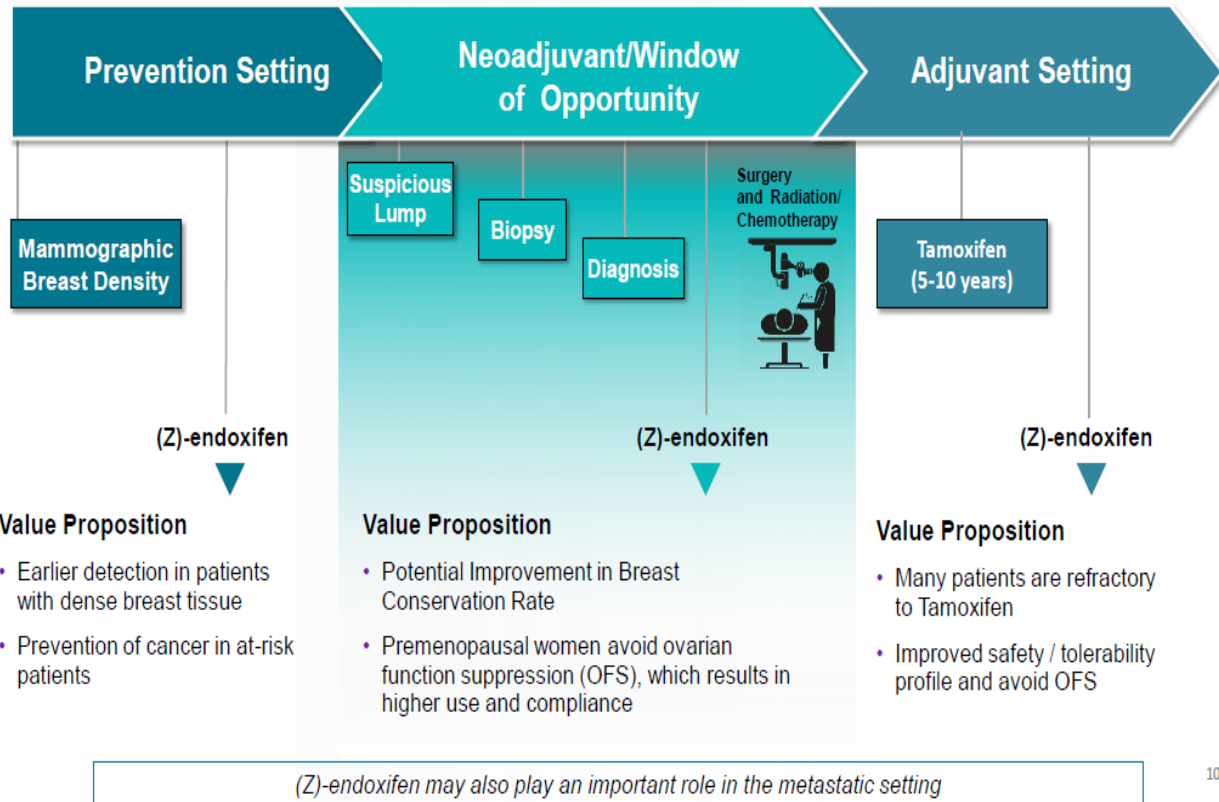 Prevention Setting
Neoadjuvant/Window
of Opportunity
Adjuvant Setting
Mammographic
Breast Density
Suspicious
Lump
Biopsy
Diagnosis
Surgery
and Radiation/
Chemotherapy
Tamoxifen
(5-10 years)
(Z)-endoxifen
(Z)-endoxifen
(Z)-endoxifen
Value Proposition
• Earlier detection in patients
with dense breast tissue
• Prevention of cancer in at-risk
patients
Value Proposition
• Potential Improvement in Breast
Conservation Rate
• Premenopausal women avoid ovarian
function suppression (OFS), which results in
higher use and compliance
Value Proposition
• Many patients are refractory
to Tamoxifen
• Improved safety / tolerability
profile and avoid OFS
(Z)-endoxifen may also play an important role in the metastatic setting
10